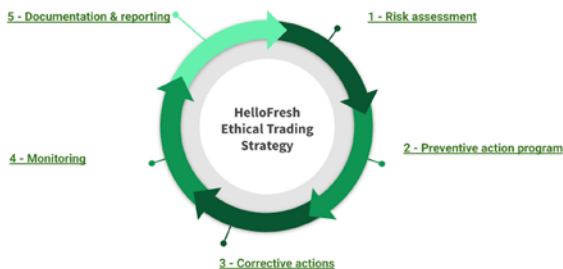 5 - Documentation & reporting
1 - Risk assessment
HelloFresh
Ethical Trading
Strategy
2 - Preventive action program
4 - Monitoring
3 - Corrective actions